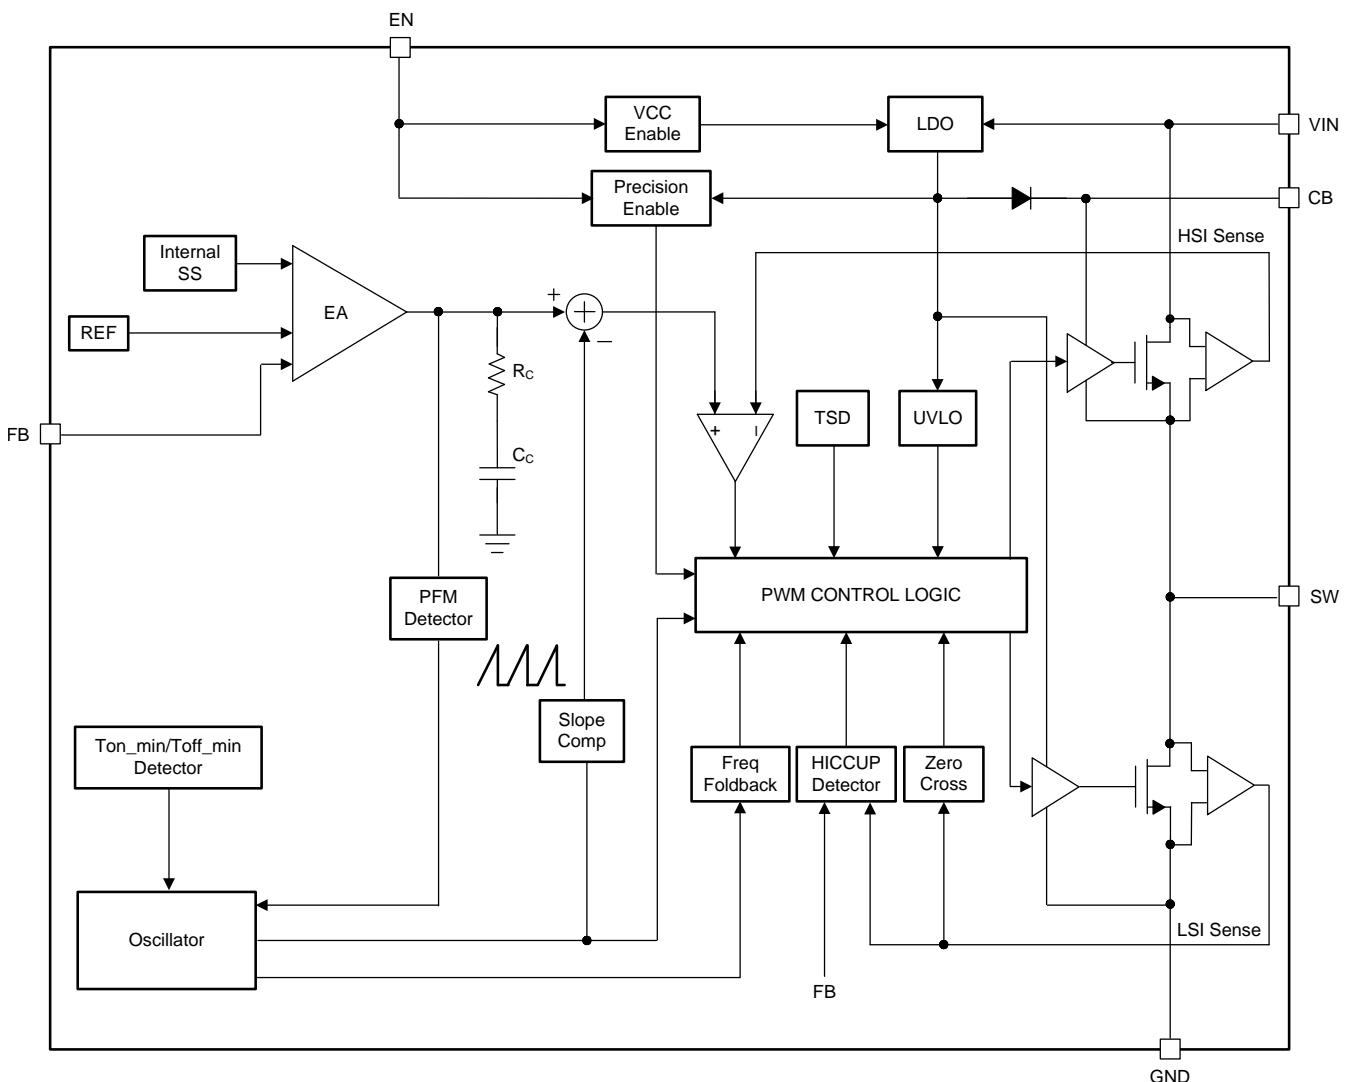 EN
VCC
Enable
LDO
VIN
Precision
Enable
CB
HSI Sense
Internal
SS
EA
+
+
−
REF
RC
FB
CC
+
−
TSD
UVLO
PWM CONTROL LOGIC
SW
PFM
Detector
Slope
Comp
Ton_min/Toff_min
Detector
Freq
Foldback
HICCUP
Detector
Zero
Cross
Oscillator
LSI Sense
FB
GND